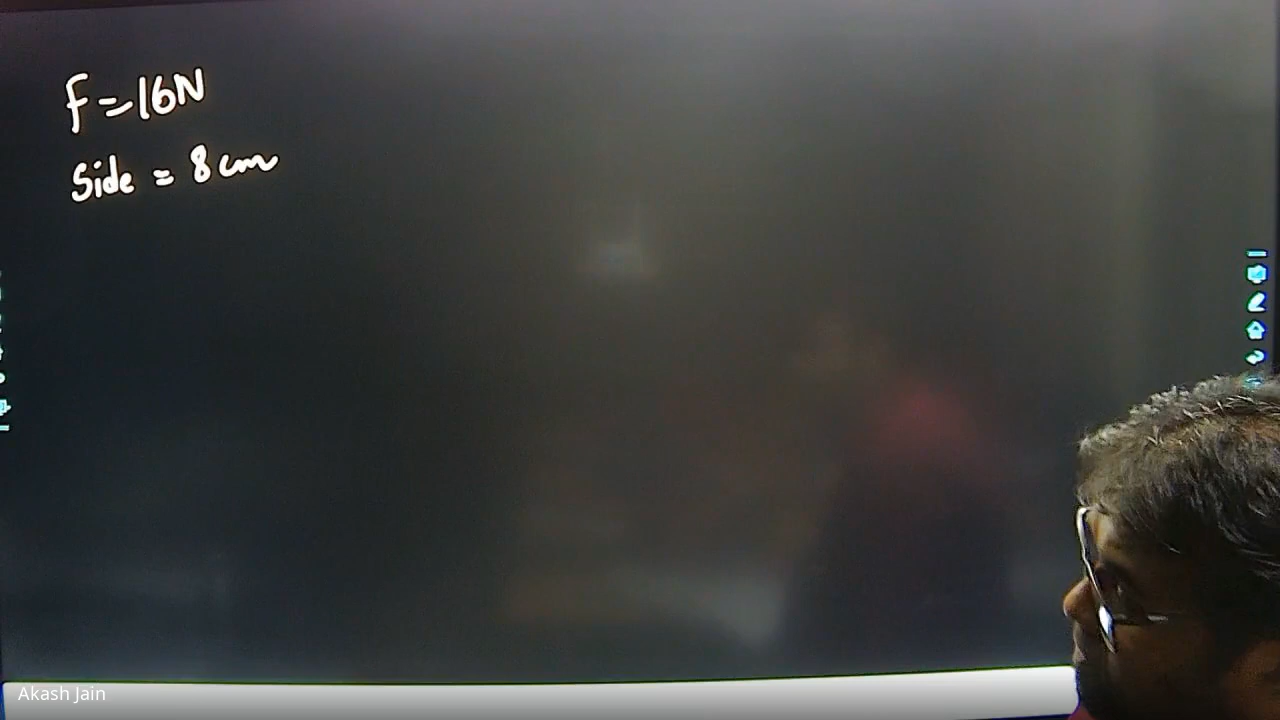 F = 16N
Side = 8 cm
Akash Jain